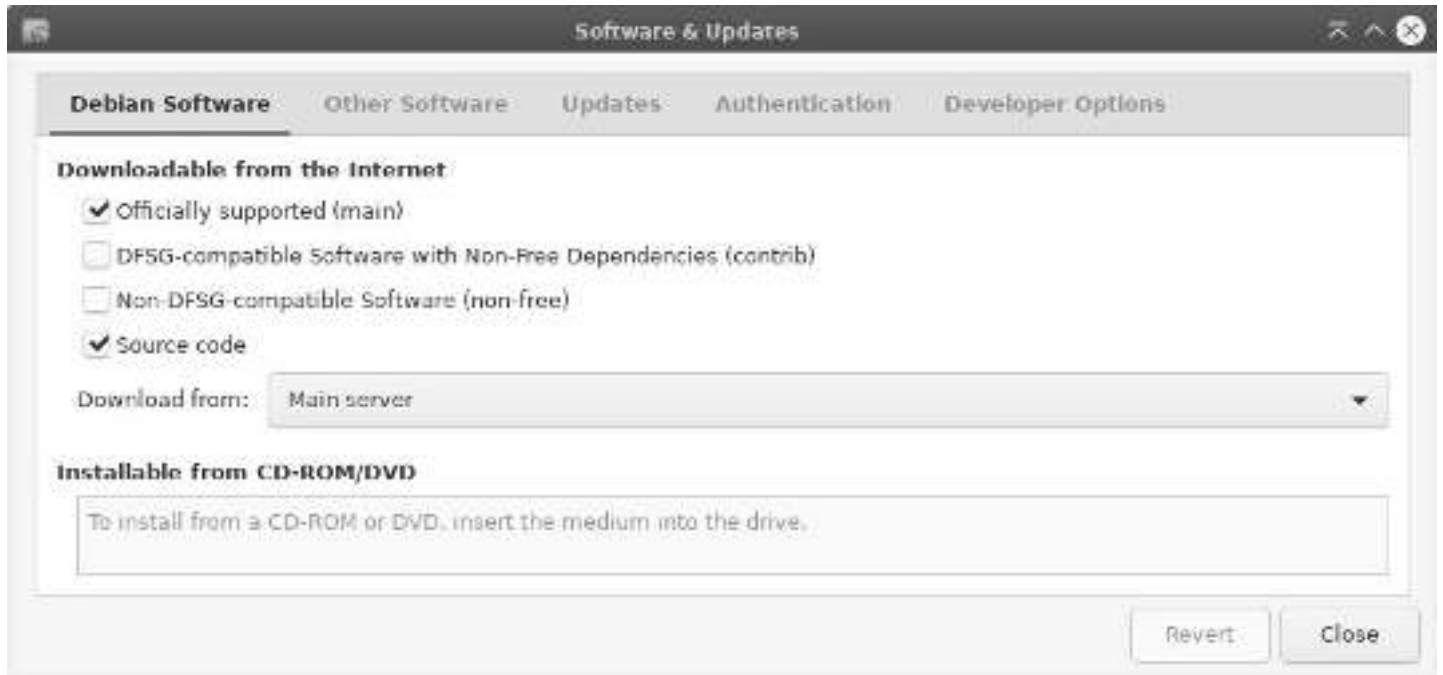 Software & Updates
Debian Software Other Software Updates Authentication Developer Options
Downloadable from the Internet
Officially supported (main)
DFSG-compatible Software with Non-Free Dependencies (contrib)
Non-DFSG-compatible Software (non-free)
Source code
Download from: Main server
Installable from CD-ROM/DVD
To install from a CD-ROM or DVD, insert the medium into the drive.
Revert Close